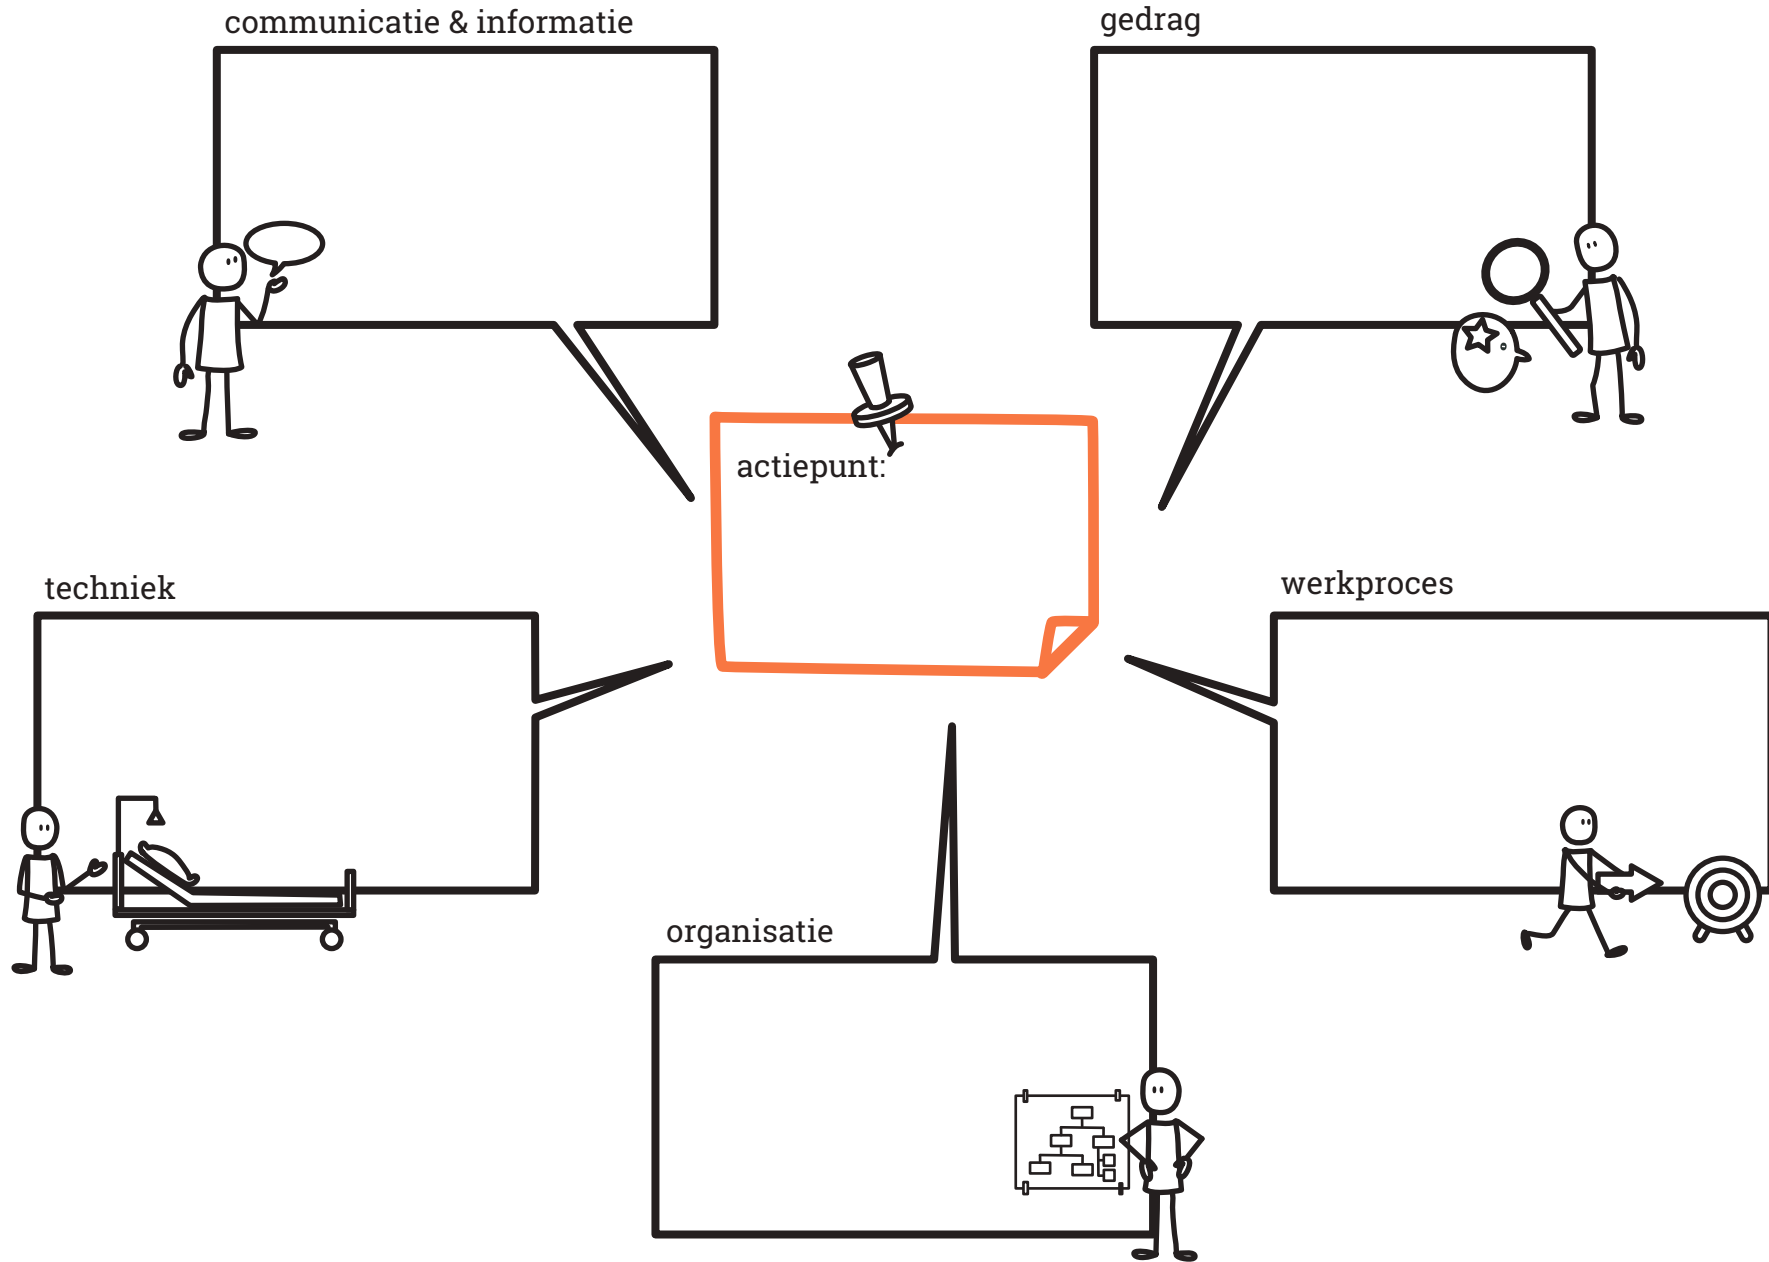 communicatie & informatie
gedrag
actiepunt:
techniek
werkproces
organisatie